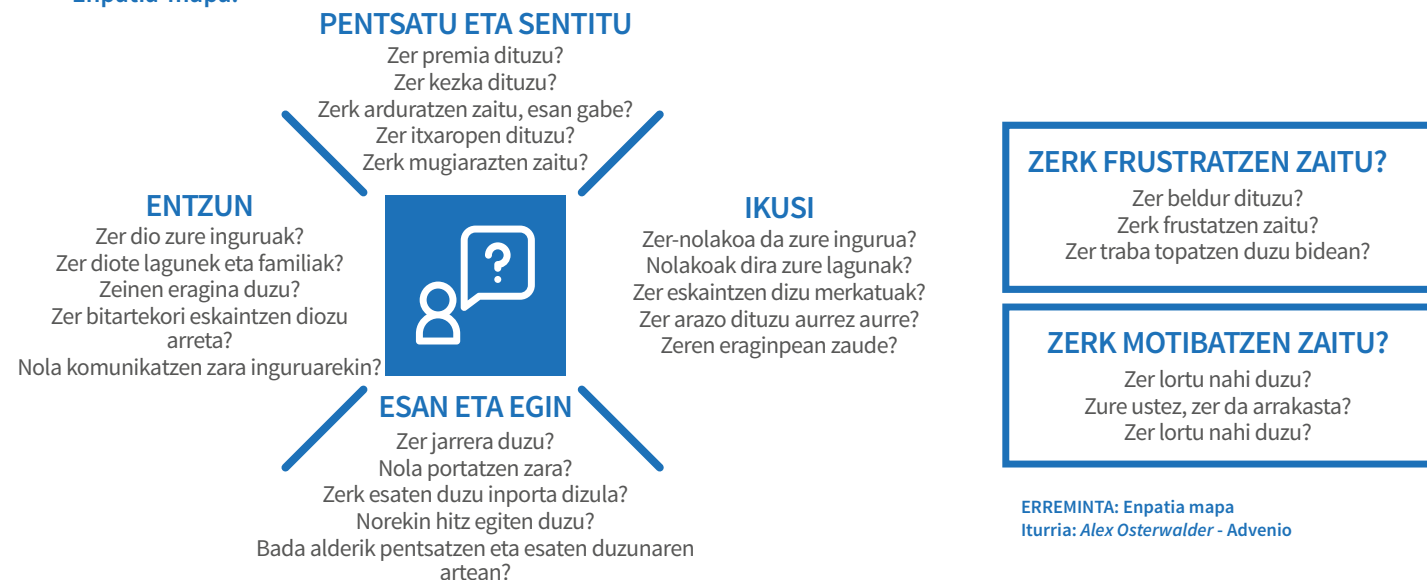 Enpatia-mapa:
PENTSATU ETA SENTITU
Zer premia dituzu?
Zer kezka dituzu?
Zerk arduratzen zaitu, esan gabe?
Zer itxaropen dituzu?
Zerk mugiarazten zaitu?
ENTZUN
Zer dio zure inguruak?
Zer diote lagunek eta familiak?
Zeinen eragina duzu?
Zer bitartekori eskaintzen diozu
arreta?
Nola komunikatzen zara inguruarekin?
?
IKUSI
Zer-nolakoa da zure ingurua?
Nolakoak dira zure lagunak?
Zer eskaintzen dizu merkatuak?
Zer arazo dituzu aurrez aurre?
Zeren eraginpean zaude?
ESAN ETA EGIN
Zer jarrera duzu?
Nola portatzen zara?
Zerk esaten duzu inporta dizula?
Norekin hitz egiten duzu?
Bada alderik pentsatzen eta esaten duzunaren
artean?
ZERK FRUSTRATZEN ZAITU?
Zer beldur dituzu?
Zerk frustatzen zaitu?
Zer traba topatzen duzu bidean?
ZERK MOTIBATZEN ZAITU?
Zer lortu nahi duzu?
Zure ustez, zer da arrakasta?
Zer lortu nahi duzu?
ERREMINTA: Enpatia mapa
Iturria: Alex Osterwalder - Advenio